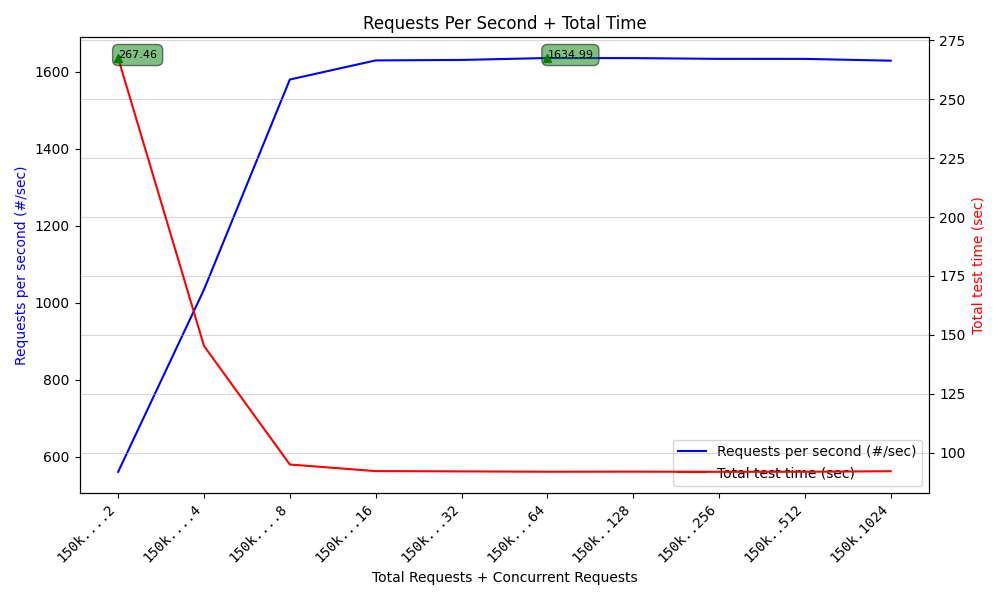 Requests Per Second + Total Time
267.46
1634.99
1600
1400
1200
1000
800
600
Requests per second (#/sec)
275
250
225
200
175
150
125
100
Total test time (sec)
Requests per second (#/sec)
Total test time (sec)
150k....2
150k....4
150k....8
150k...16
150k...32
150k...64
150k..128
150k..256
150k..512
150k.1024
Total Requests + Concurrent Requests